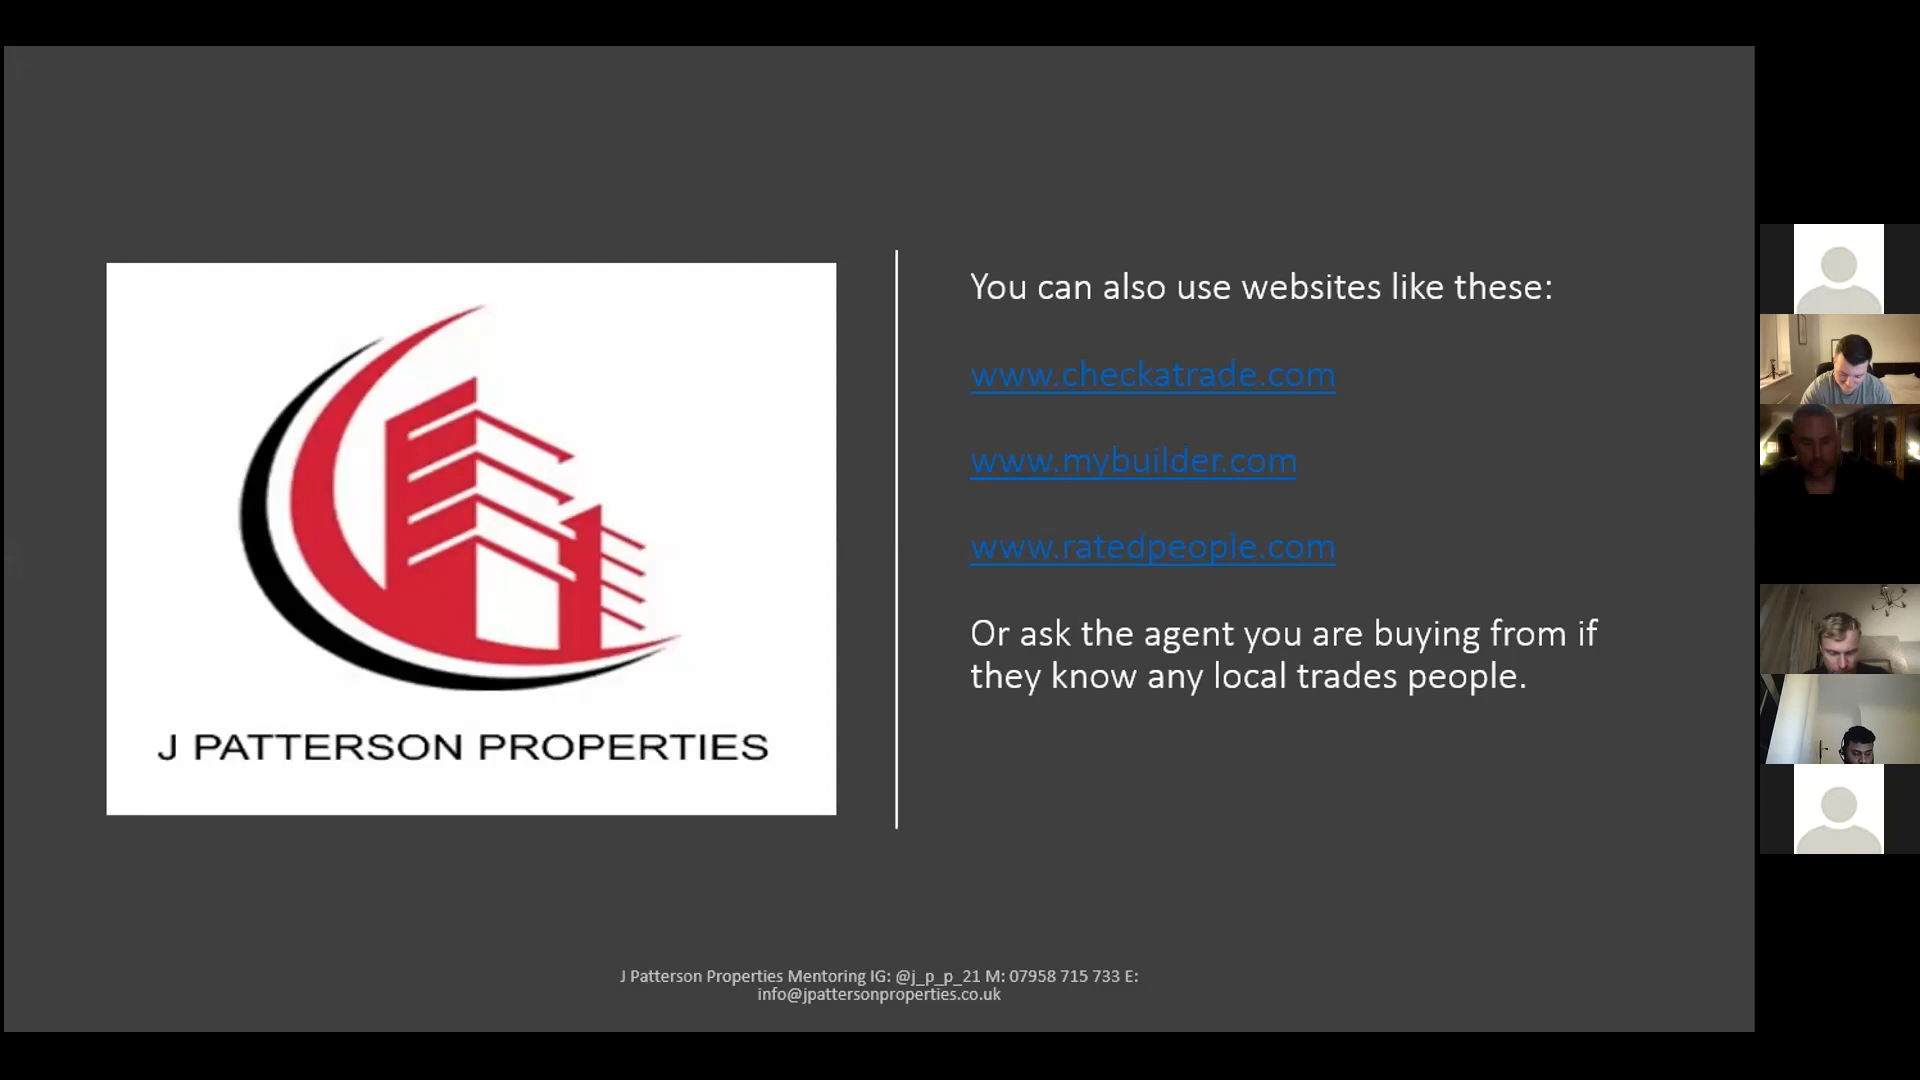 J PATTERSON PROPERTIES
You can also use websites like these:
www.checkatrade.com
www.mybuilder.com
www.ratedpeople.com
Or ask the agent you are buying from if
they know any local trades people.
J Patterson Properties Mentoring IG: @j_p_p_21 M: 07958 715 733 E:
info@jpattersonproperties.co.uk